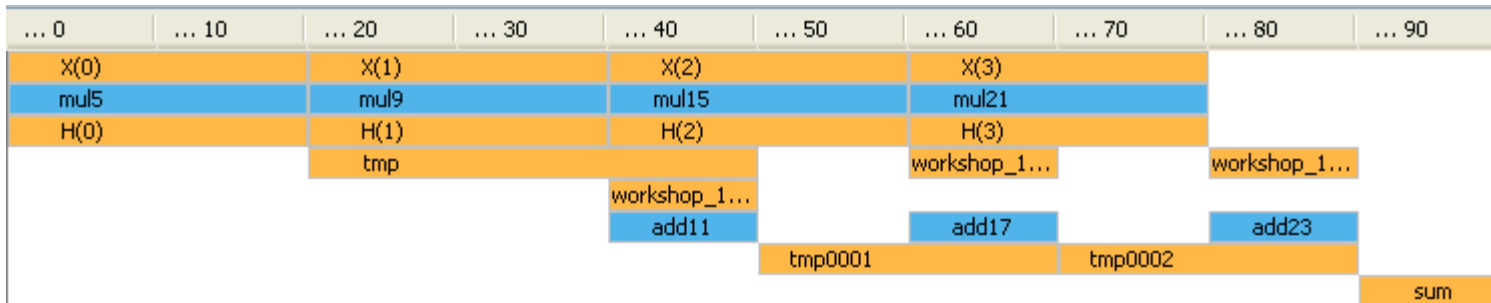 ... 0 ... 10 ... 20 ... 30 ... 40 ... 50 ... 60 ... 70 ... 80 ... 90
X(0) X(1) X(2) X(3)
mul5 mul9 mul15 mul21
H(0) H(1) H(2) H(3)
tmp workshop_1... workshop_1...
workshop_1...
add11 add17 add23
tmp0001 tmp0002
sum